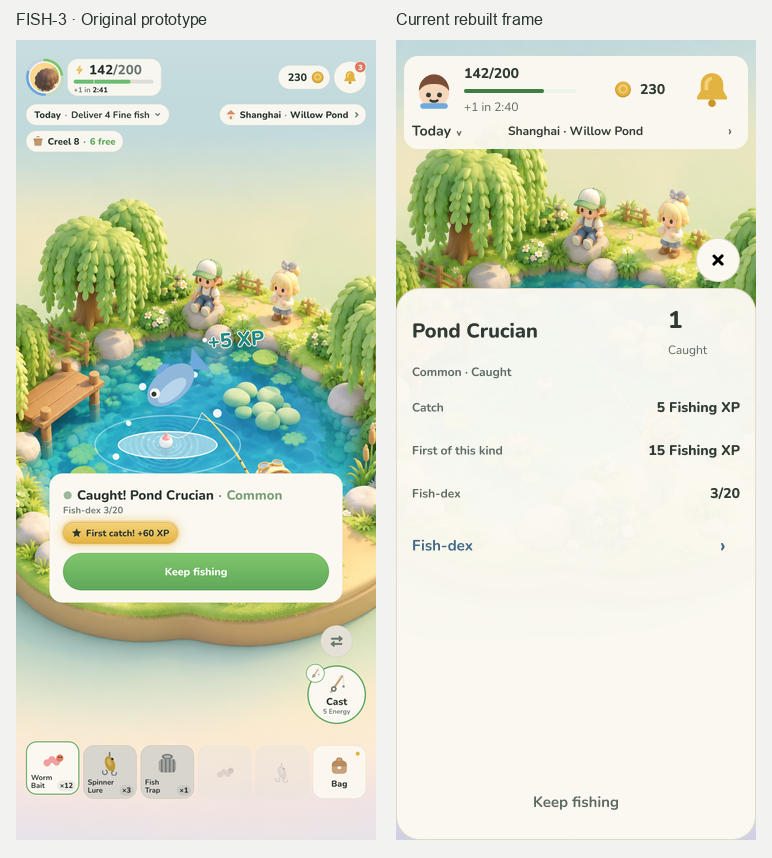 FISH-3 · Original prototype
142/200
+1 in 2:41
230
3
Today · Deliver 4 Fine fish
Shanghai · Willow Pond
Creel 8 · 6 free
+5 XP
Caught! Pond Crucian · Common
Fish-dex 3/20
First catch! +60 XP
Keep fishing
Cast
5 Energy
Worm
Bait ×12
Spinner
Lure ×3
Fish
Trap ×1
Bag
Current rebuilt frame
142/200
+1 in 2:40
230
Today
Shanghai · Willow Pond
Pond Crucian
1
Caught
Common · Caught
Catch 5 Fishing XP
First of this kind 15 Fishing XP
Fish-dex 3/20
Fish-dex
Keep fishing